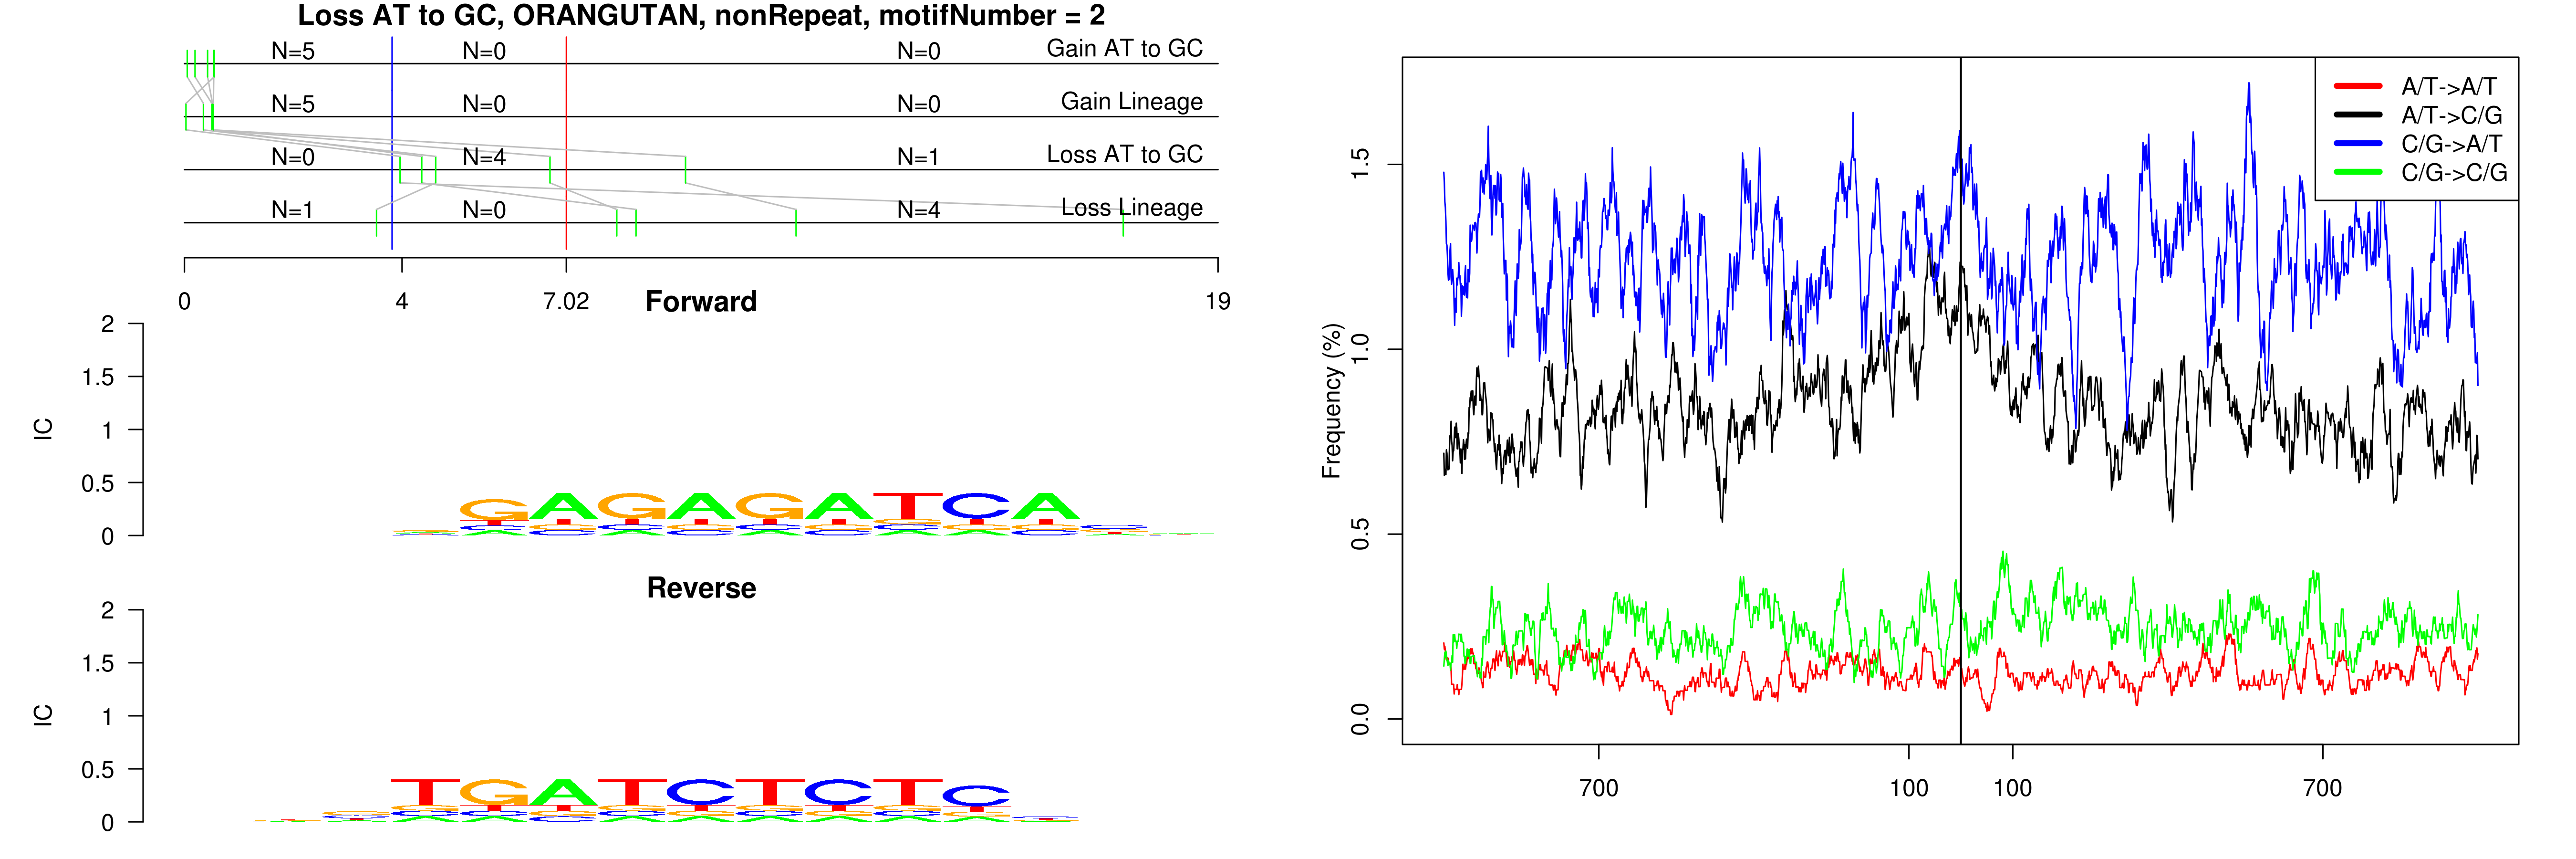 Loss AT to GC, ORANGUTAN, nonRepeat, motifNumber = 2
N=5 N=0 N=0 Gain AT to GC
N=5 N=0 N=0 Gain Lineage
N=0 N=4 N=1 Loss AT to GC
N=1 N=0 N=4 Loss Lineage
0 4 7.02 19
Forward
2
1.5
1
0.5
0
IC
GAGAGATCA
Reverse
2
1.5
1
0.5
0
IC
TGATCTCTC
A/T->A/T
A/T->C/G
C/G->A/T
C/G->C/G
Frequency (%)
1.5
1.0
0.5
0.0
700 100 100 700